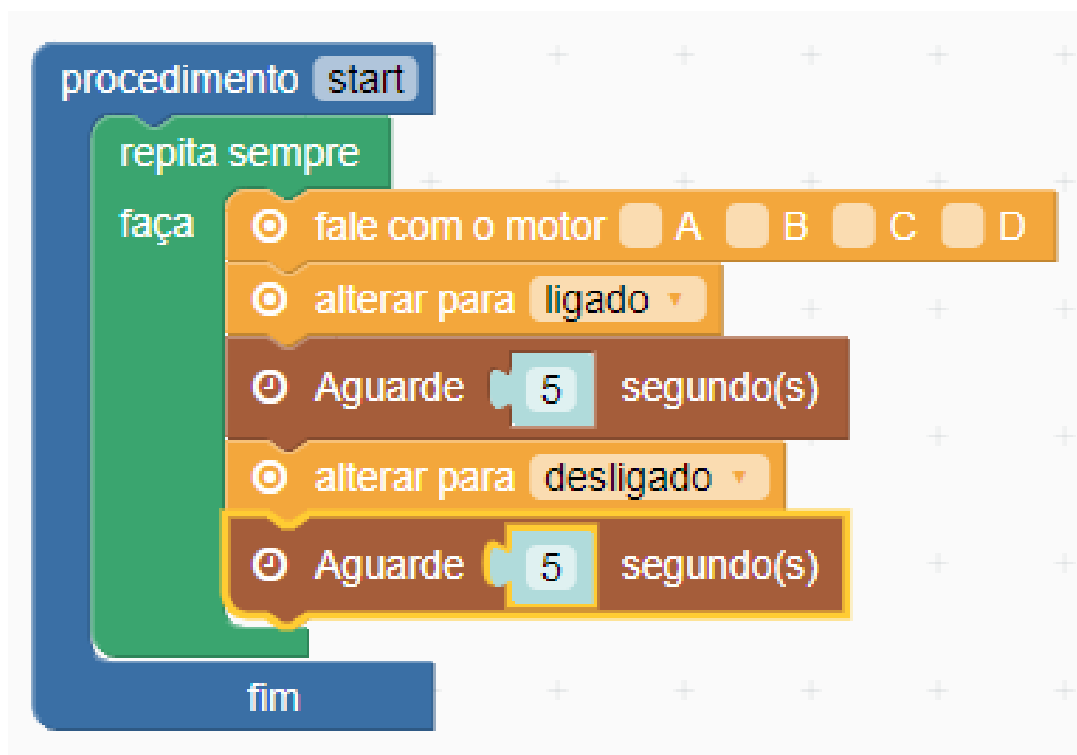 procedimento start
repita sempre
faça fale com o motor A B C D
alterar para ligado
Aguarde 5 segundo(s)
alterar para desligado
Aguarde 5 segundo(s)
fim